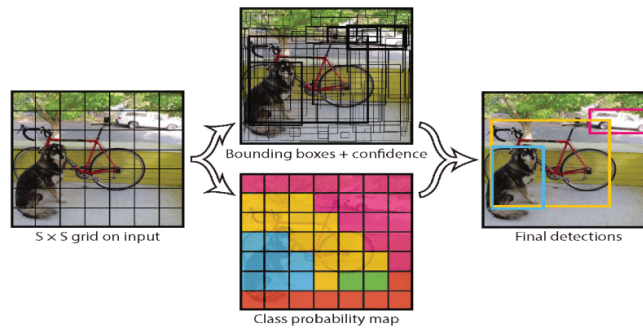 Bounding boxes + confidence
S × S grid on input
Final detections
Class probability map